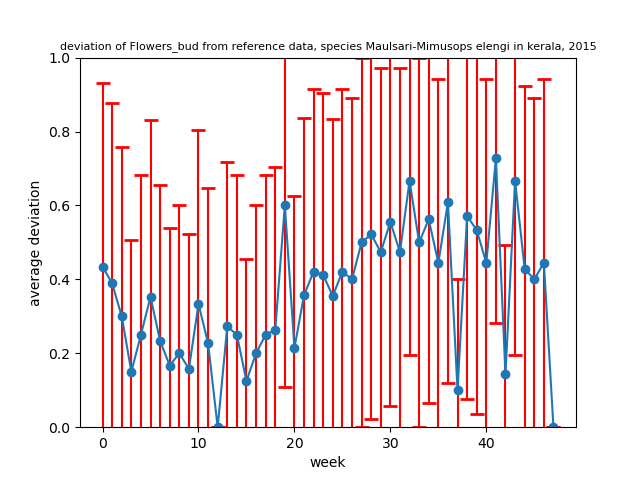 deviation of Flowers_bud from reference data, species Maulsari-Mimusops elengi in kerala, 2015
1.0
0.8
0.6
0.4
0.2
0.0
average deviation
0 10 20 30 40
week